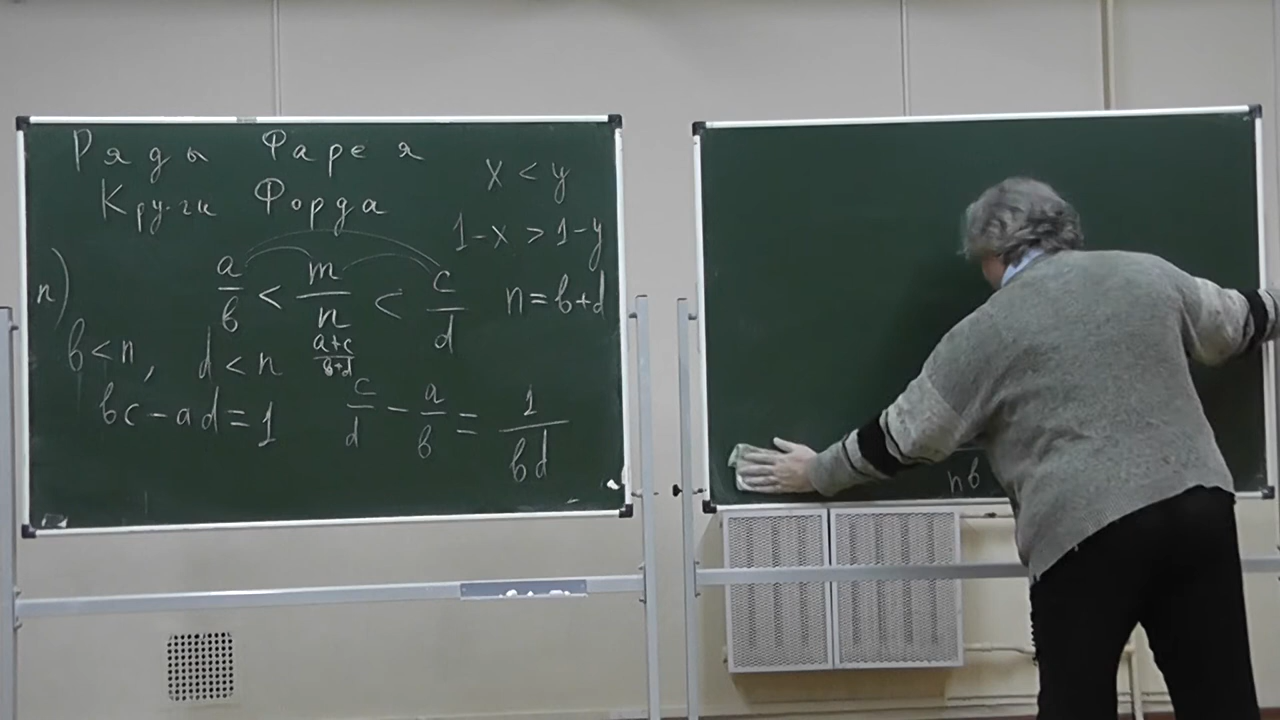 Ряды Фарея
Круги Форда
x < y
1-x > 1-y
n)
a/b < m/n < c/d
n = b+d
(a+c)/(b+d)
b < n, d < n
bc - ad = 1
c/d - a/b = 1/bd
nb